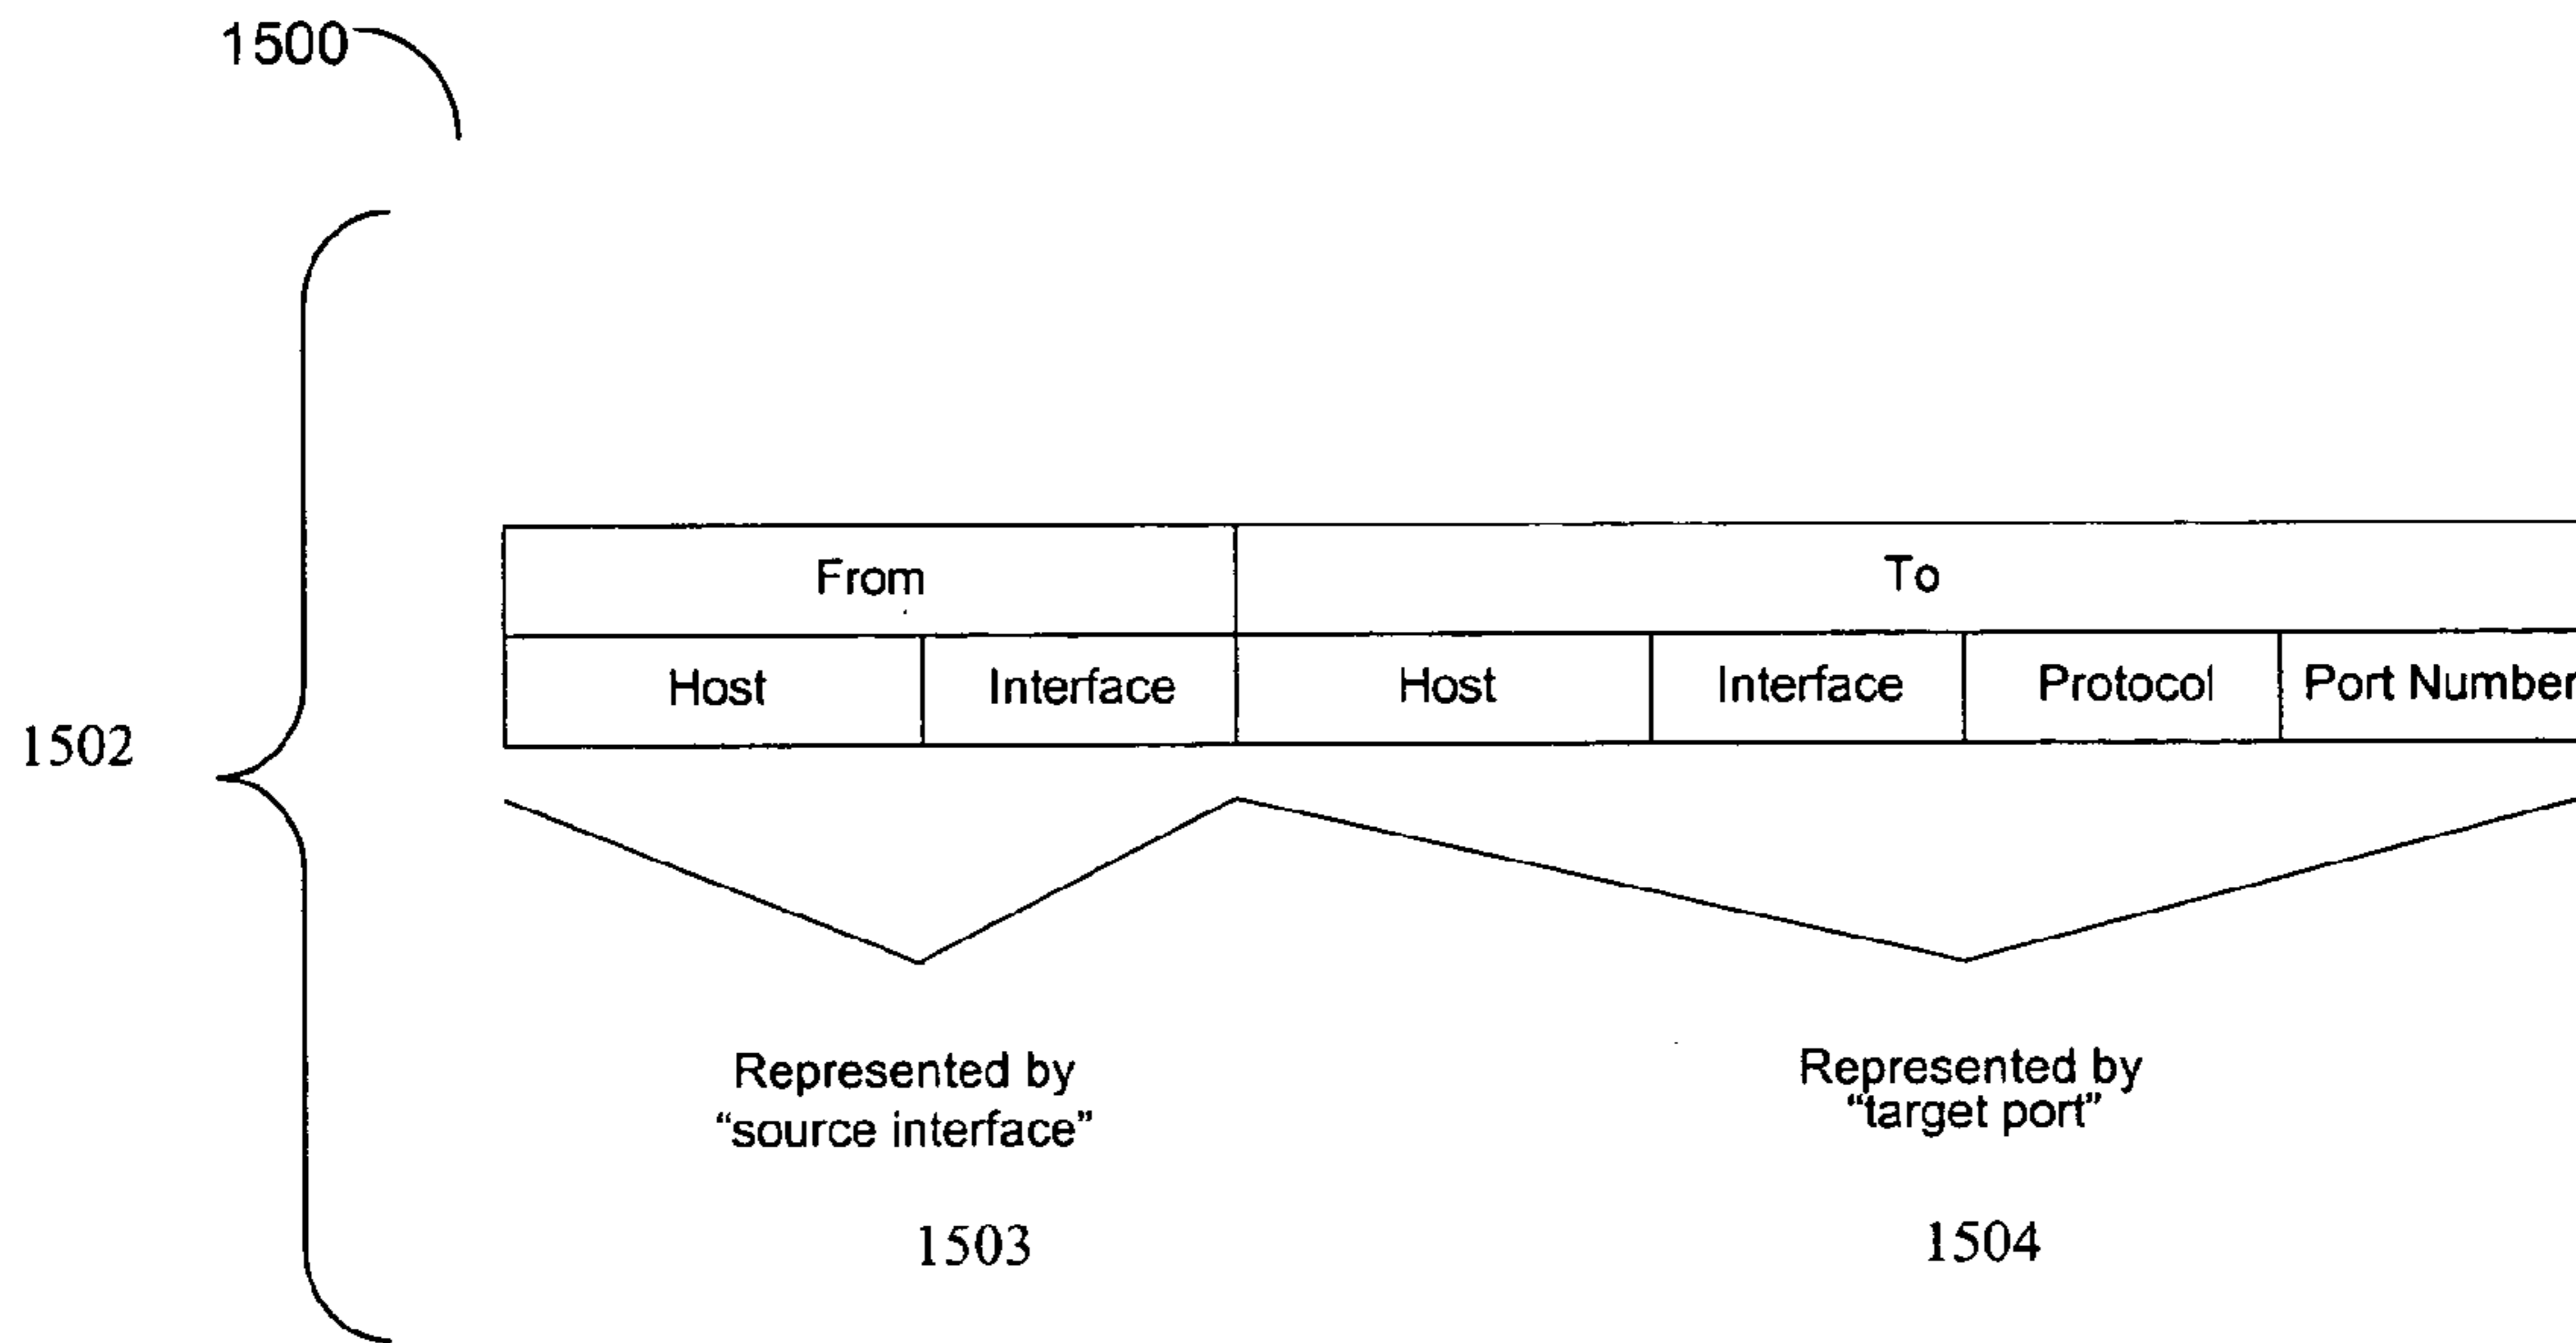 1500
1502
From To
Host Interface Host Interface Protocol Port Number
Represented by
“source interface”
Represented by
“target port”
1503 1504